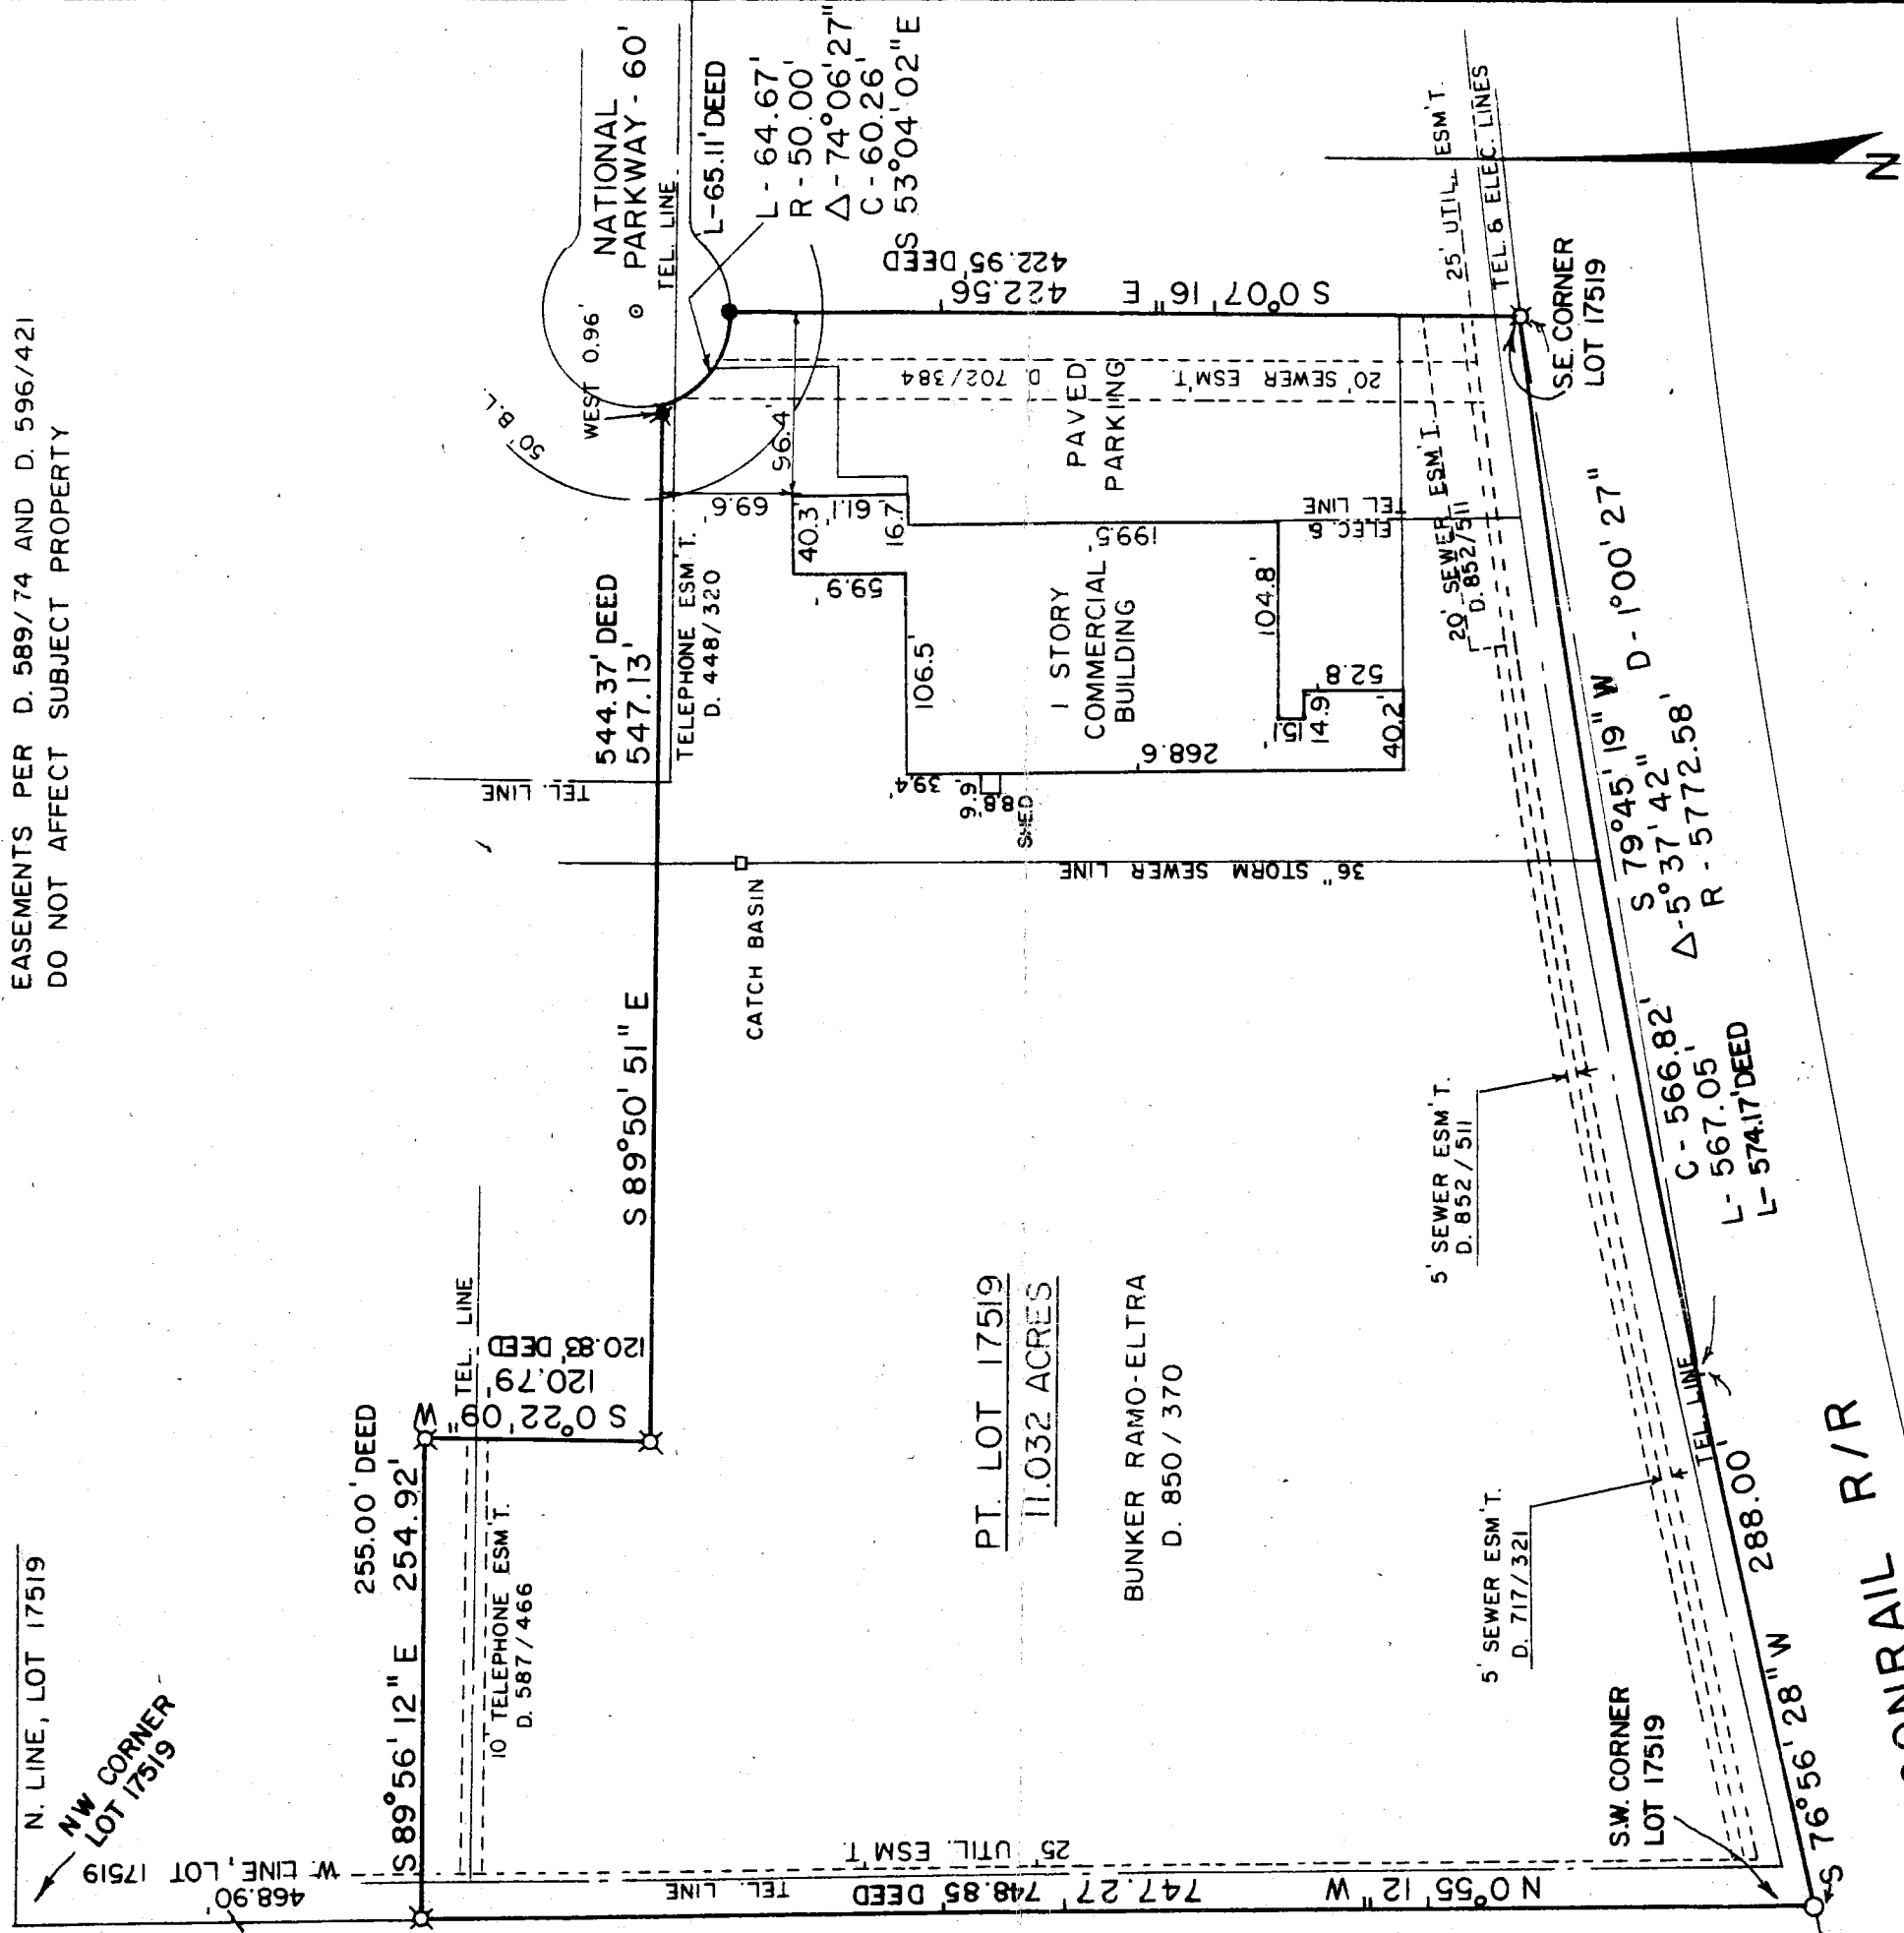 EASEMENTS PER D. 589/74 AND D. 596/421
DO NOT AFFECT SUBJECT PROPERTY
N. LINE, LOT 17519
NW CORNER
LOT 17519
W. LINE, LOT 17519
468.90'
255.00' DEED
S 89°56'12" E 254.92'
TEL. LINE
10' TELEPHONE ESM'T.
D. 587/466
S 0°22'09" W
120.79'
120.83' DEED
S 89°50'51" E
544.37' DEED
547.13'
TEL. LINE
TELEPHONE ESM'T.
D. 448/320
CATCH BASIN
36" STORM SEWER LINE
50' B.L.
WEST 0.96'
NATIONAL
PARKWAY - 60'
TEL. LINE
L-65.11' DEED
L - 64.67'
R - 50.00'
Δ - 74°06'27"
C - 60.26'
S 53°04'02" E
422.95' DEED
422.56'
S 0°07'16" E
20' SEWER ESM'T. D. 702/384
PAVED
PARKING
96.4'
69.6'
40.3'
61.1'
16.7'
59.9'
106.5'
199.5'
1 STORY
COMMERCIAL
BUILDING
104.8'
52.8'
14.9'
15.1'
40.2'
268.6'
39.4'
9.6'
8.8'
SHED
ELEC. &
TEL. LINE
25' UTIL. ESM'T.
TEL. & ELEC. LINES
20' SEWER ESM'T.
D. 852/511
S.E. CORNER
LOT 17519
S 79°45'19" W D - 1°00'27"
Δ-5°37'42"
R - 5772.58'
C - 566.82'
L - 567.05'
L - 574.17' DEED
5' SEWER ESM'T.
D. 852/511
5' SEWER ESM'T.
D. 717/321
PT. LOT 17519
11.032 ACRES
BUNKER RAMO-ELTRA
D. 850/370
TEL. LINE
288.00'
S 76°56'28" W
S.W. CORNER
LOT 17519
25' UTIL. ESM'T.
TEL. LINE
N 0°55'12" W 747.27' 748.85' DEED
R/R
N